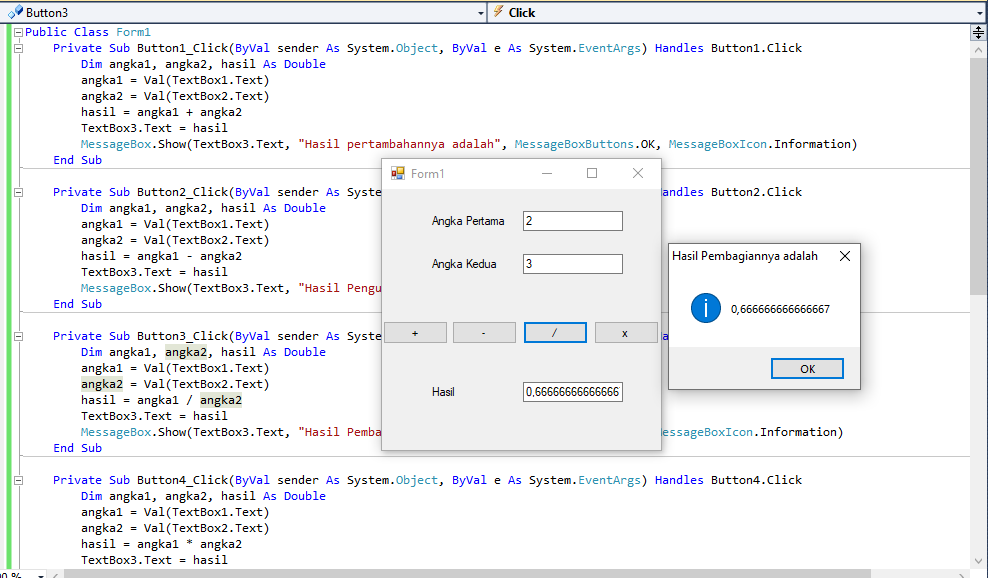 Button3 Click
Public Class Form1
Private Sub Button1_Click(ByVal sender As System.Object, ByVal e As System.EventArgs) Handles Button1.Click
Dim angka1, angka2, hasil As Double
angka1 = Val(TextBox1.Text)
angka2 = Val(TextBox2.Text)
hasil = angka1 + angka2
TextBox3.Text = hasil
MessageBox.Show(TextBox3.Text, "Hasil pertambahannya adalah", MessageBoxButtons.OK, MessageBoxIcon.Information)
End Sub
Private Sub Button2_Click(ByVal sender As Syste
andles Button2.Click
Dim angka1, angka2, hasil As Double
angka1 = Val(TextBox1.Text)
angka2 = Val(TextBox2.Text)
hasil = angka1 - angka2
TextBox3.Text = hasil
MessageBox.Show(TextBox3.Text, "Hasil Pengu
End Sub
Private Sub Button3_Click(ByVal sender As Syste
Dim angka1, angka2, hasil As Double
angka1 = Val(TextBox1.Text)
angka2 = Val(TextBox2.Text)
hasil = angka1 / angka2
TextBox3.Text = hasil
MessageBox.Show(TextBox3.Text, "Hasil Pemba
essageBoxIcon.Information)
End Sub
Private Sub Button4_Click(ByVal sender As System.Object, ByVal e As System.EventArgs) Handles Button4.Click
Dim angka1, angka2, hasil As Double
angka1 = Val(TextBox1.Text)
angka2 = Val(TextBox2.Text)
hasil = angka1 * angka2
TextBox3.Text = hasil
Form1
Angka Pertama 2
Angka Kedua 3
+ - / x
Hasil 0,66666666666666
Hasil Pembagiannya adalah
0,666666666666667
OK